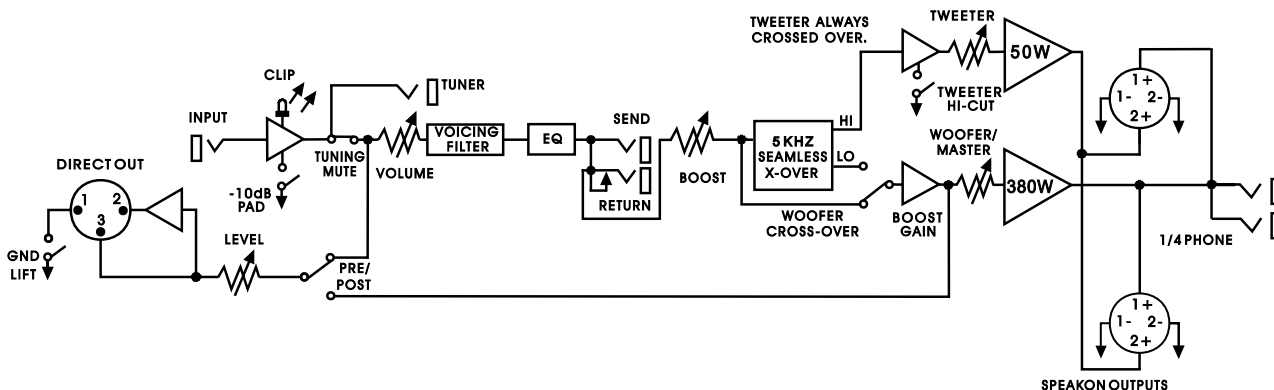 TWEETER ALWAYS
CROSSED OVER.
TWEETER
50W
TWEETER
HI-CUT
CLIP
TUNER
INPUT
TUNING
MUTE
-10dB
PAD
VOLUME
VOICING
FILTER
EQ
SEND
RETURN
BOOST
5 KHZ
SEAMLESS
X-OVER
HI
LO
WOOFER
CROSS-OVER
BOOST
GAIN
WOOFER/
MASTER
380W
1+
1- 2-
2+
1/4 PHONE
DIRECT OUT
1 2
3
GND
LIFT
LEVEL
PRE/
POST
1+
1- 2-
2+
SPEAKON OUTPUTS